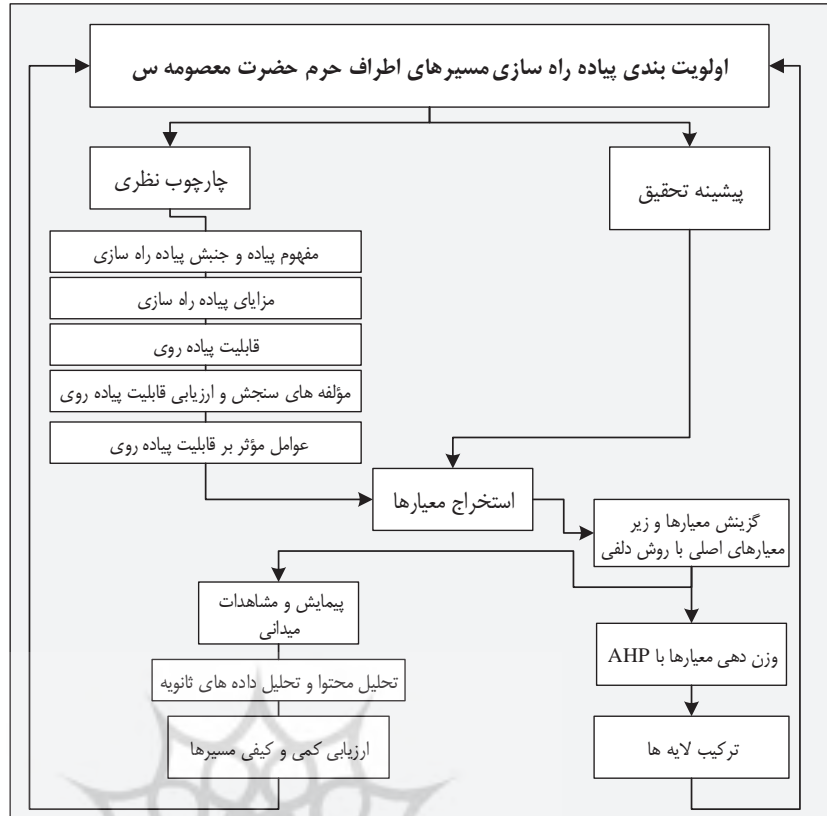 اولویت بندی پیاده راه سازی مسیرهای اطراف حرم حضرت معصومه س
پیشینه تحقیق
چارچوب نظری
مفهوم پیاده و جنبش پیاده راه سازی
مزایای پیاده راه سازی
قابلیت پیاده روی
مؤلفه های سنجش و ارزیابی قابلیت پیاده روی
عوامل مؤثر بر قابلیت پیاده روی
استخراج معیارها
گزینش معیارها و زیر
معیارهای اصلی با روش دلفی
پیمایش و مشاهدات
میدانی
وزن دهی معیارها با AHP
تحلیل محتوا و تحلیل داده های ثانویه
ترکیب لایه ها
ارزیابی کمی و کیفی مسیرها